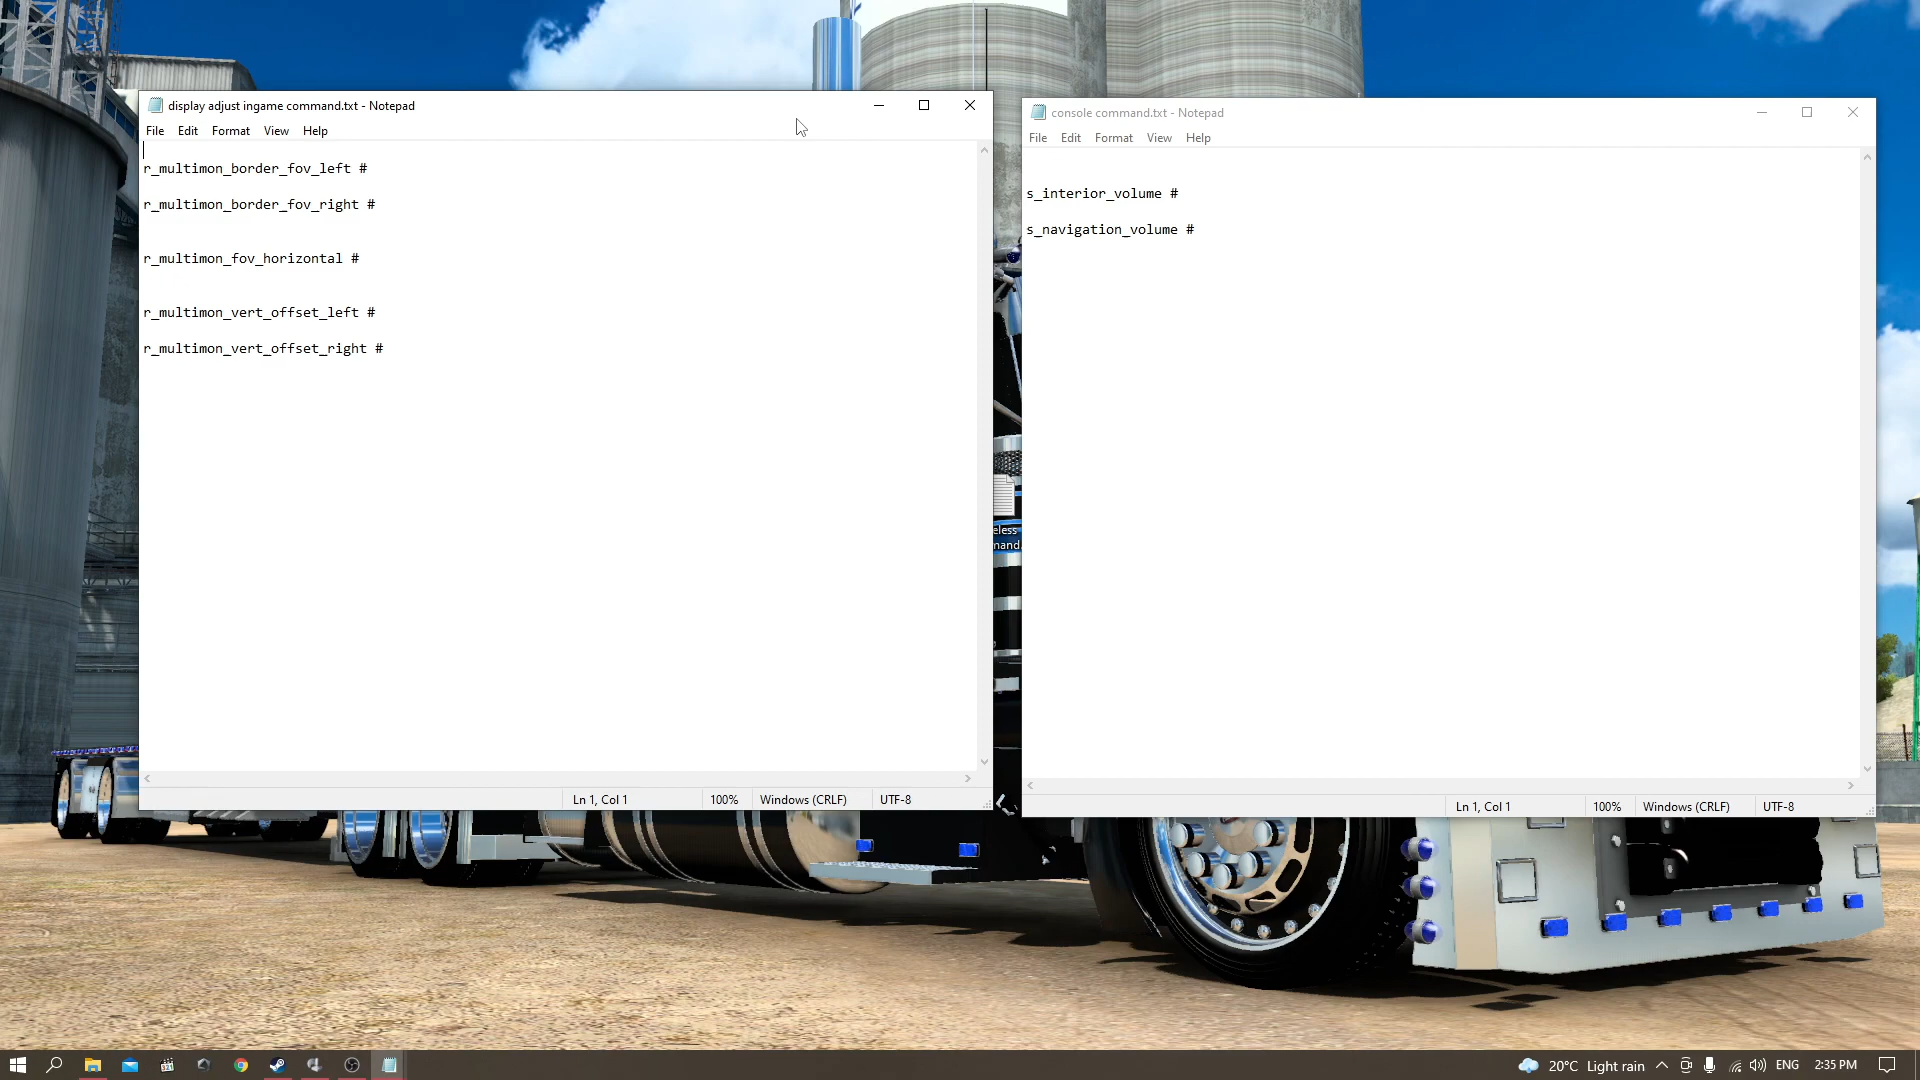 display adjust ingame command.txt - Notepad
File Edit Format View Help
r_multimon_border_fov_left #
r_multimon_border_fov_right #
r_multimon_fov_horizontal #
r_multimon_vert_offset_left #
r_multimon_vert_offset_right #
Ln 1, Col 1 100% Windows (CRLF) UTF-8
console command.txt - Notepad
File Edit Format View Help
s_interior_volume #
s_navigation_volume #
Ln 1, Col 1 100% Windows (CRLF) UTF-8
eless
mand.
20°C Light rain ENG 2:35 PM